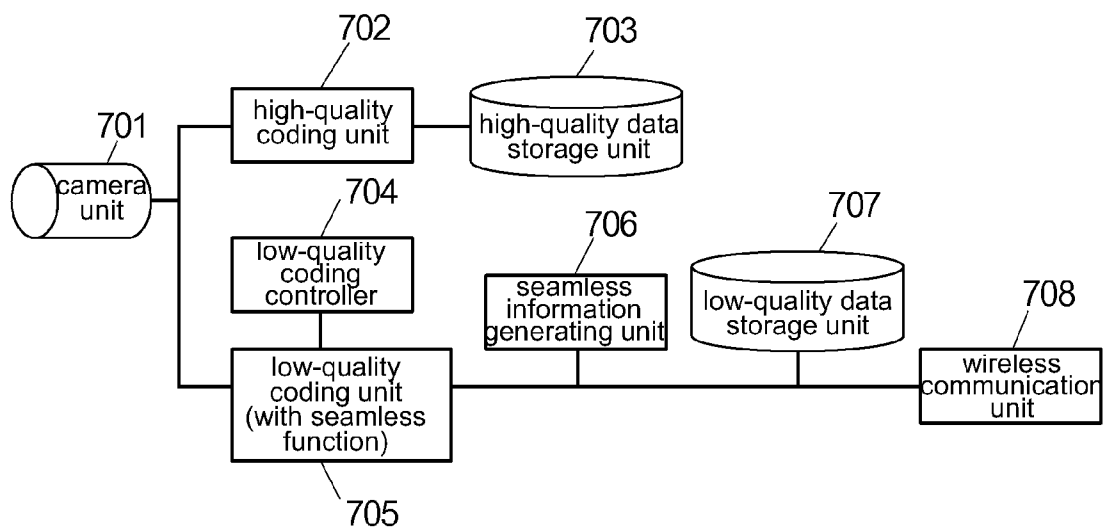 702
703
701
high-quality
coding unit
high-quality data
storage unit
camera
unit
704
706
707
low-quality
coding
controller
seamless
information
generating unit
low-quality data
storage unit
708
low-quality
coding unit
(with seamless
function)
wireless
communication
unit
705